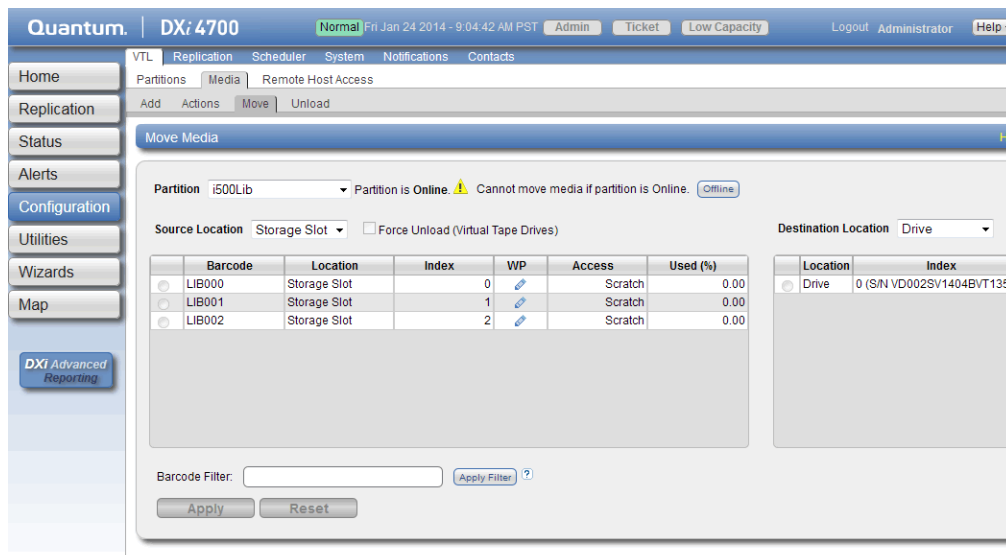 Quantum. DXi4700 Normal Fri Jan 24 2014 - 9:04:42 AM PST Admin Ticket Low Capacity Logout Administrator Help
VTL Replication Scheduler System Notifications Contacts
Home
Replication
Status
Alerts
Configuration
Utilities
Wizards
Map
DXi Advanced
Reporting
Partitions Media Remote Host Access
Add Actions Move Unload
Move Media H
Partition i500Lib Partition is Online. Cannot move media if partition is Online. Offline
Source Location Storage Slot Force Unload (Virtual Tape Drives) Destination Location Drive
Barcode Location Index WP Access Used (%) Location Index
LIB000 Storage Slot 0 Scratch 0.00 Drive 0 (S/N VD002SV1404BVT135
LIB001 Storage Slot 1 Scratch 0.00
LIB002 Storage Slot 2 Scratch 0.00
Barcode Filter: Apply Filter ?
Apply Reset